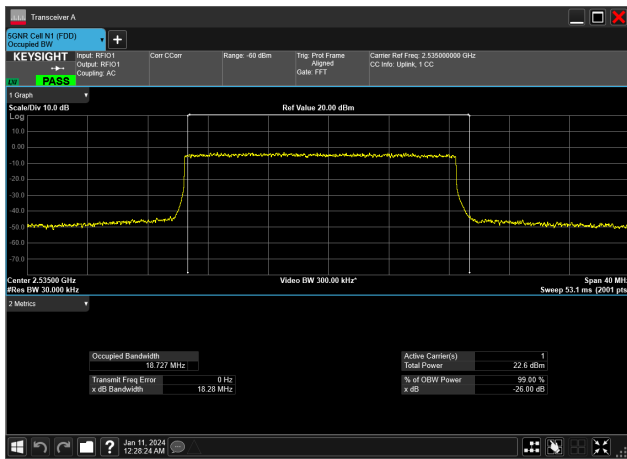 Transceiver A
5GNR Cell N1 (FDD)
Occupied BW
+
KEYSIGHT
Input: RFIO1
Output: RFIO1
Coupling: AC
Corr CCorr
Range: -60 dBm
Trig: Prot Frame
Aligned
Gate: FFT
Carrier Ref Freq: 2.535000000 GHz
CC Info: Uplink, 1 CC
PASS
1 Graph
Scale/Div 10.0 dB
Ref Value 20.00 dBm
Log
10.0
0.00
-10.0
-20.0
-30.0
-40.0
-50.0
-60.0
-70.0
Center 2.53500 GHz
Video BW 300.00 kHz*
Span 40 MHz
#Res BW 30.000 kHz
Sweep 53.1 ms (2001 pts
2 Metrics
Occupied Bandwidth
18.727 MHz
Transmit Freq Error 0 Hz
x dB Bandwidth 18.28 MHz
Active Carrier(s) 1
Total Power 22.6 dBm
% of OBW Power 99.00 %
x dB -26.00 dB
?
Jan 11, 2024
12:28:24 AM